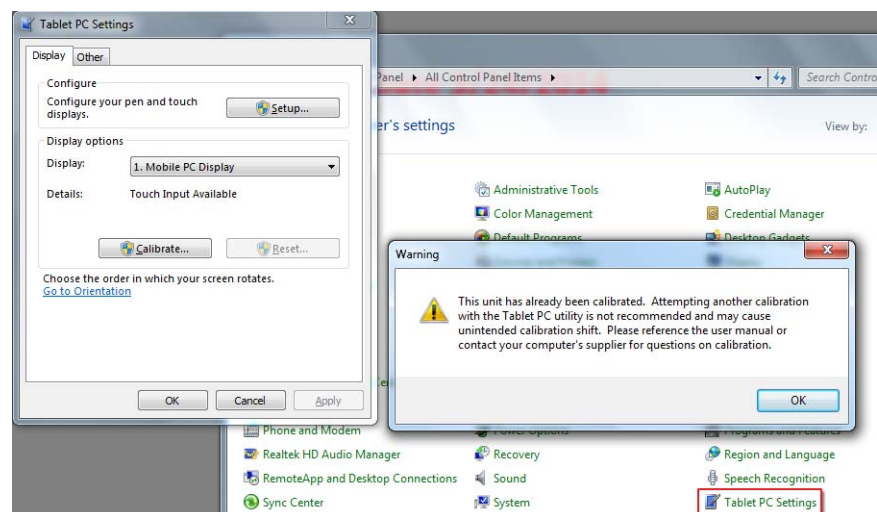 Tablet PC Settings
X
Display Other
Configure
Configure your pen and touch
displays.
Setup...
Display options
Display:
1. Mobile PC Display
Details:
Touch Input Available
Calibrate...
Reset...
Choose the order in which your screen rotates.
Go to Orientation
OK
Cancel
Apply
Panel ▸ All Control Panel Items ▸
Search Contro
er's settings
View by:
Administrative Tools
AutoPlay
Color Management
Credential Manager
Default Programs
Desktop Gadgets
Warning
X
This unit has already been calibrated.  Attempting another calibration
with the Tablet PC utility is not recommended and may cause
unintended calibration shift.  Please reference the user manual or
contact your computer's supplier for questions on calibration.
OK
Phone and Modem
Power Options
Programs and Features
Realtek HD Audio Manager
Recovery
Region and Language
RemoteApp and Desktop Connections
Sound
Speech Recognition
Sync Center
System
Tablet PC Settings